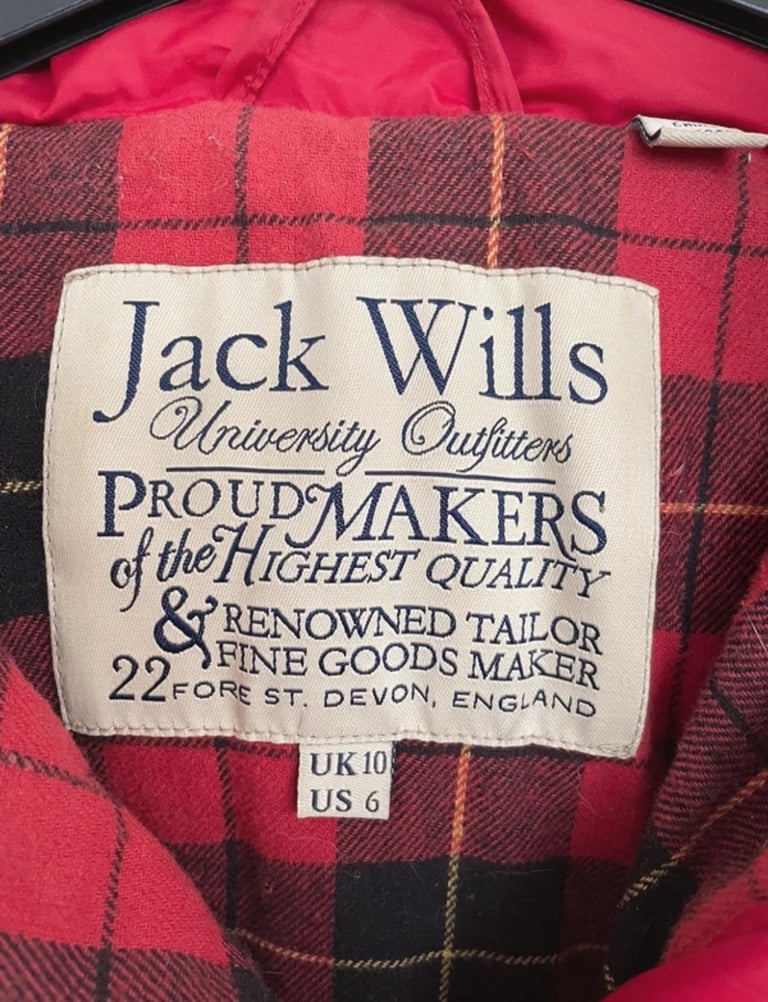 Jack Wills
University Outfitters
PROUD MAKERS
of the HIGHEST QUALITY
& RENOWNED TAILOR
FINE GOODS MAKER
22 FORE ST. DEVON, ENGLAND
UK 10
US 6